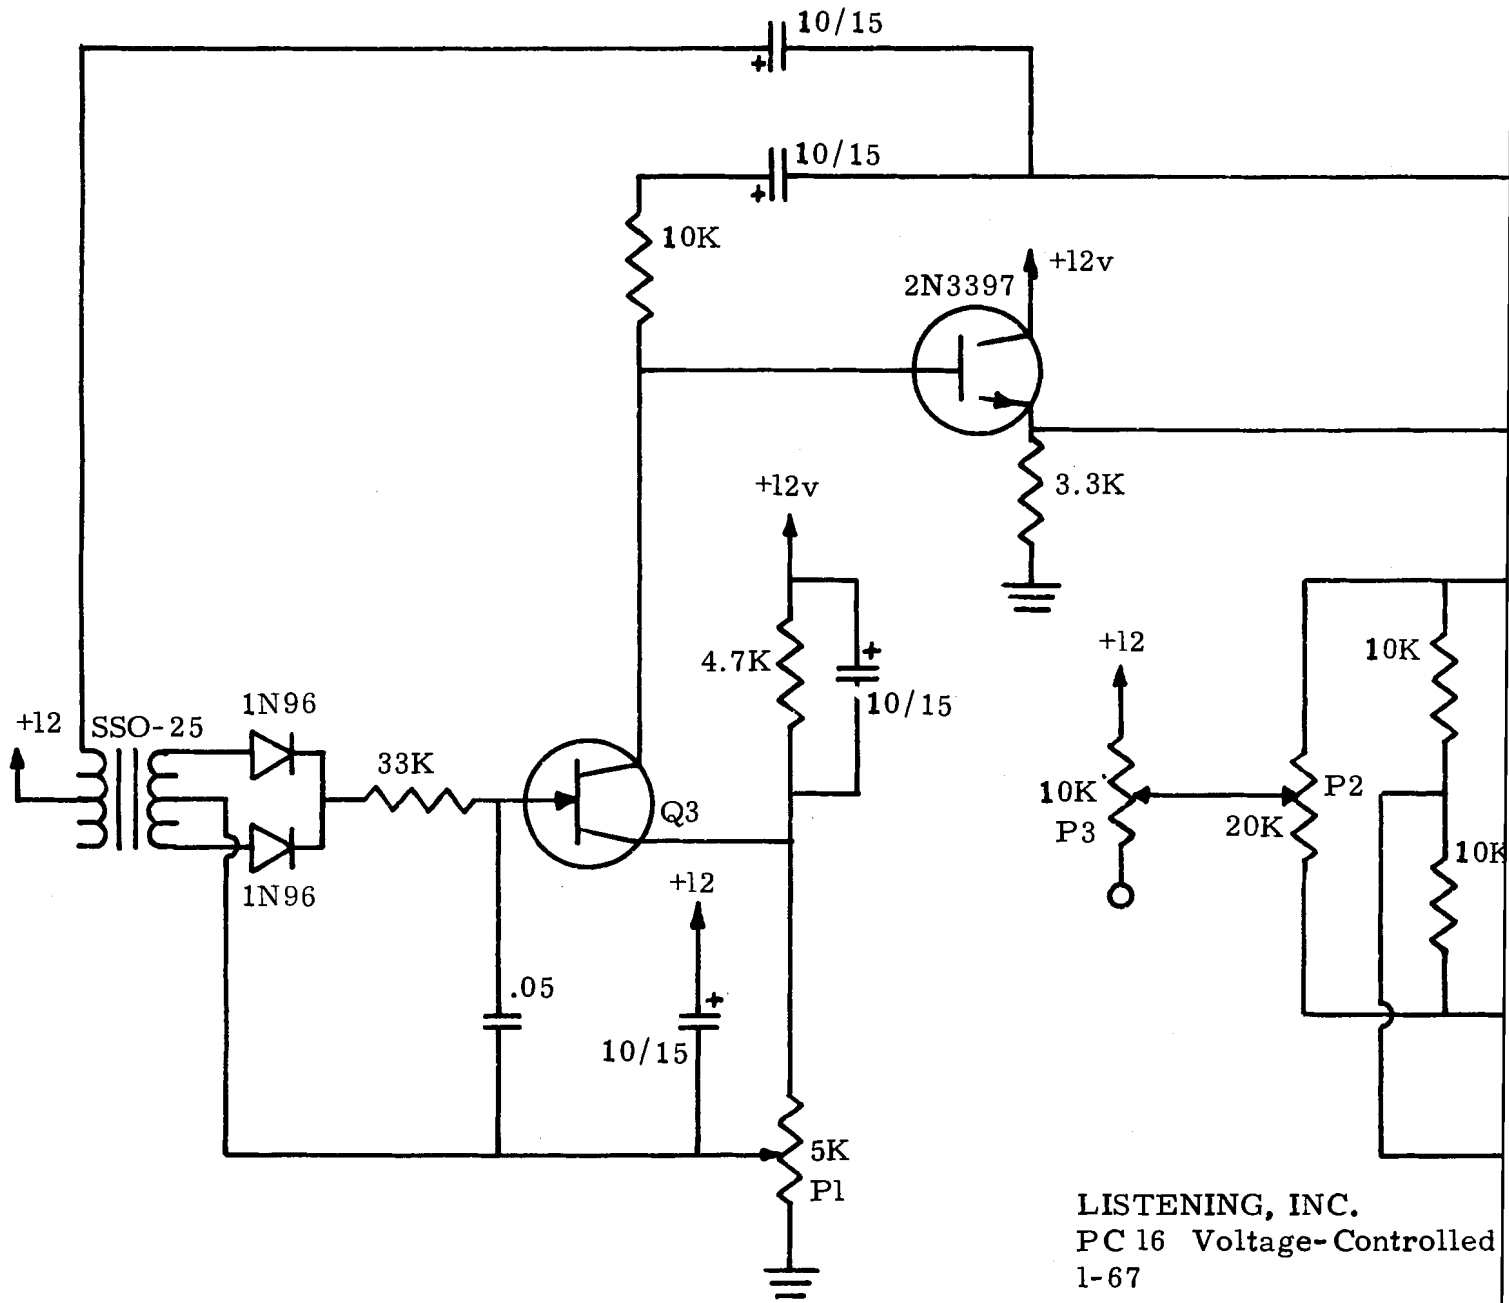 10/15
+
10/15
+
10K
+12v
2N3397
3.3K
+12v
4.7K
+
10/15
+12
10K
10K
P3
P2
20K
10K
+12
SSO-25
1N96
1N96
33K
Q3
+12
.05
+
10/15
5K
P1
LISTENING, INC.
PC 16 Voltage-Controlled
1-67